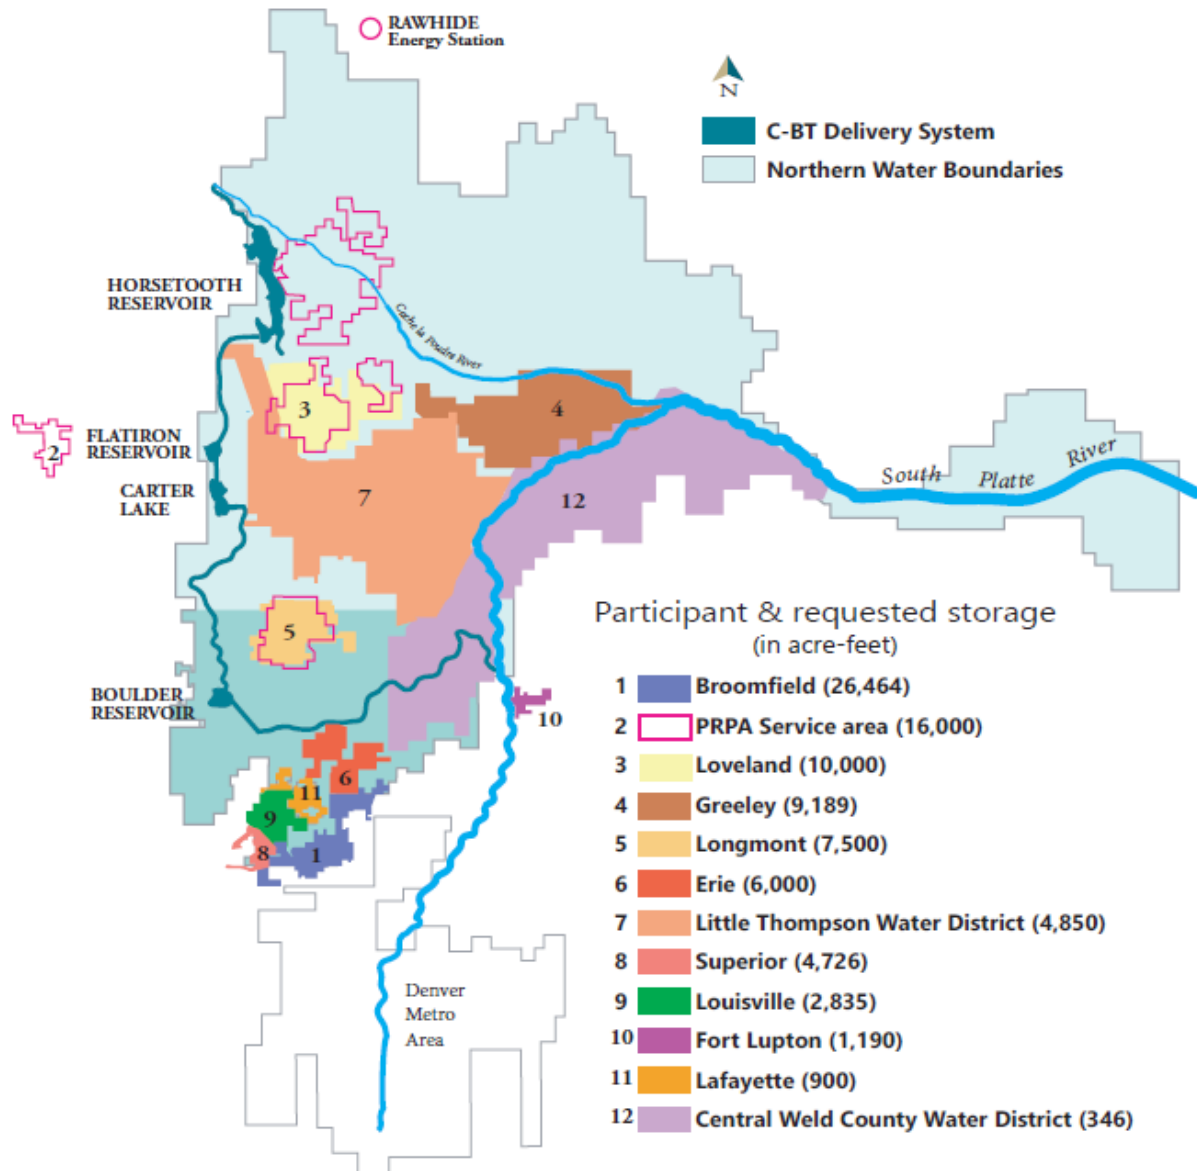 RAWHIDE
Energy Station
N
C-BT Delivery System
Northern Water Boundaries
HORSETOOTH
RESERVOIR
Cache la Poudre River
3
4
2
FLATIRON
RESERVOIR
CARTER
LAKE
7
12
South Platte River
5
BOULDER
RESERVOIR
10
6
11
9
8
1
Denver
Metro
Area
Participant & requested storage
(in acre-feet)
1 Broomfield (26,464)
2 PRPA Service area (16,000)
3 Loveland (10,000)
4 Greeley (9,189)
5 Longmont (7,500)
6 Erie (6,000)
7 Little Thompson Water District (4,850)
8 Superior (4,726)
9 Louisville (2,835)
10 Fort Lupton (1,190)
11 Lafayette (900)
12 Central Weld County Water District (346)